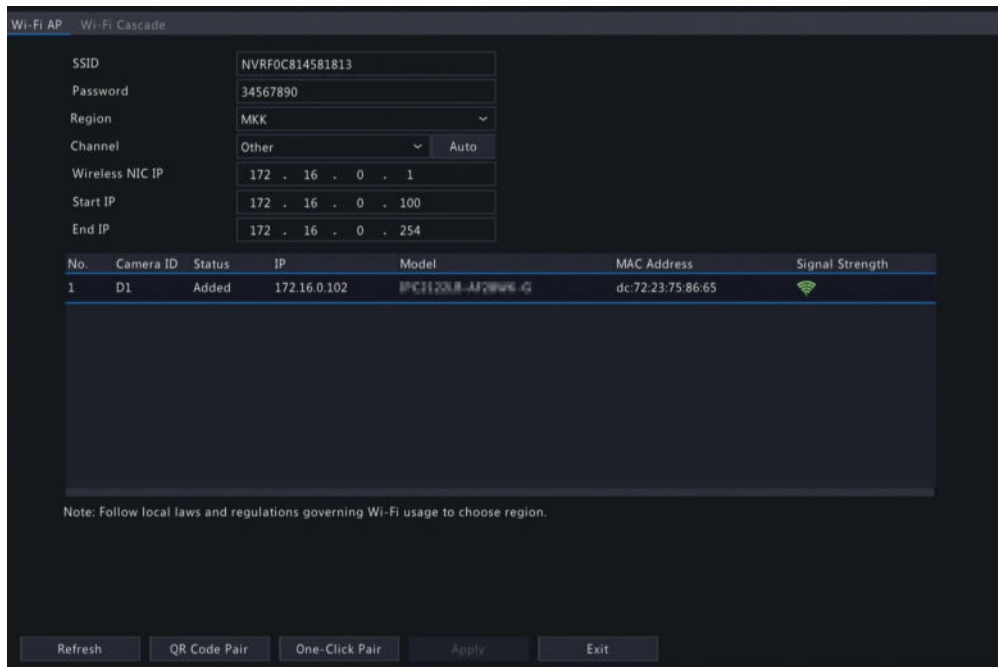 Wi-Fi AP Wi-Fi Cascade
SSID NVRF0C814581813
Password 34567890
Region MKK
Channel Other Auto
Wireless NIC IP 172 . 16 . 0 . 1
Start IP 172 . 16 . 0 . 100
End IP 172 . 16 . 0 . 254
No. Camera ID Status IP Model MAC Address Signal Strength
1 D1 Added 172.16.0.102 dc:72:23:75:86:65
Note: Follow local laws and regulations governing Wi-Fi usage to choose region.
Refresh QR Code Pair One-Click Pair Apply Exit